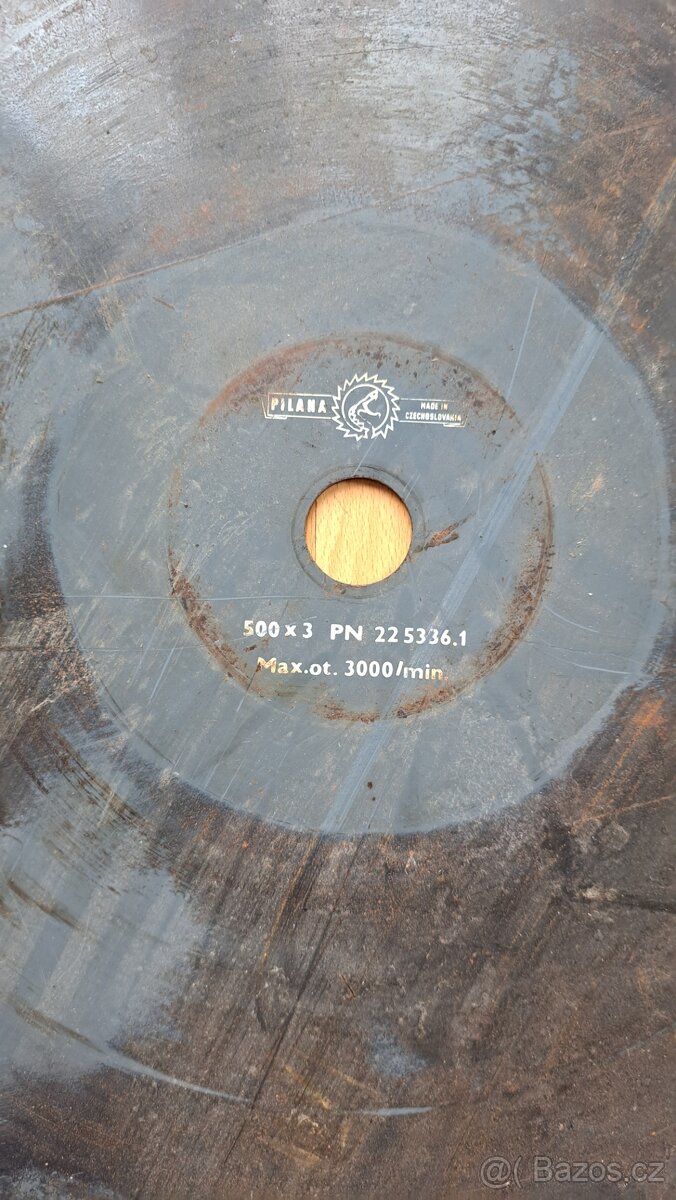 PILANA
MADE IN
CZECHOSLOVAKIA
500 x 3 PN 22 5336.1
Max.ot. 3000/min.
@( Bazos.cz